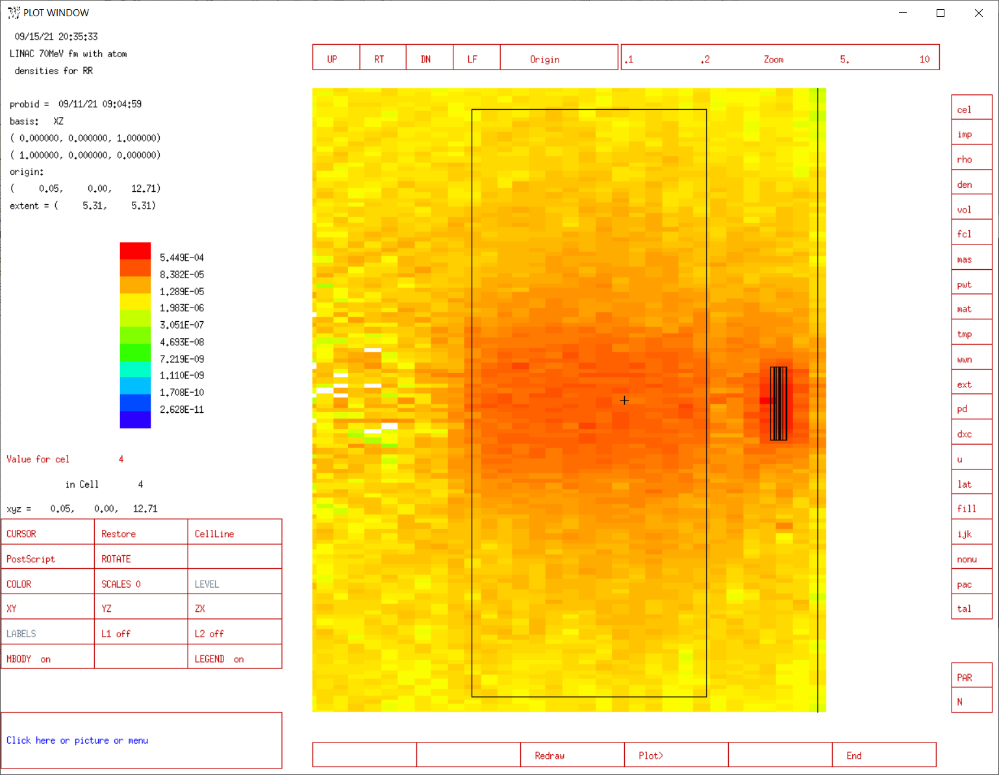 PLOT WINDOW
09/15/21 20:35:33
LINAC 70MeV fm with atom
densities for RR
probid = 09/11/21 09:04:59
basis: XZ
( 0.000000, 0.000000, 1.000000)
( 1.000000, 0.000000, 0.000000)
origin:
( 0.05, 0.00, 12.71)
extent = ( 5.31, 5.31)
5.449E-04
8.382E-05
1.289E-05
1.983E-06
3.051E-07
4.693E-08
7.219E-09
1.110E-09
1.708E-10
2.628E-11
Value for cel 4
in Cell 4
xyz = 0.05, 0.00, 12.71
CURSOR Restore CellLine
PostScript ROTATE
COLOR SCALES 0 LEVEL
XY YZ ZX
LABELS L1 off L2 off
MBODY on LEGEND on
Click here or picture or menu
UP RT DN LF Origin .1 .2 Zoom 5. 10
cel
imp
rho
den
vol
fcl
mas
pwt
mat
tmp
wwn
ext
pd
dxc
u
lat
fill
ijk
nonu
pac
tal
PAR
N
Redraw Plot> End